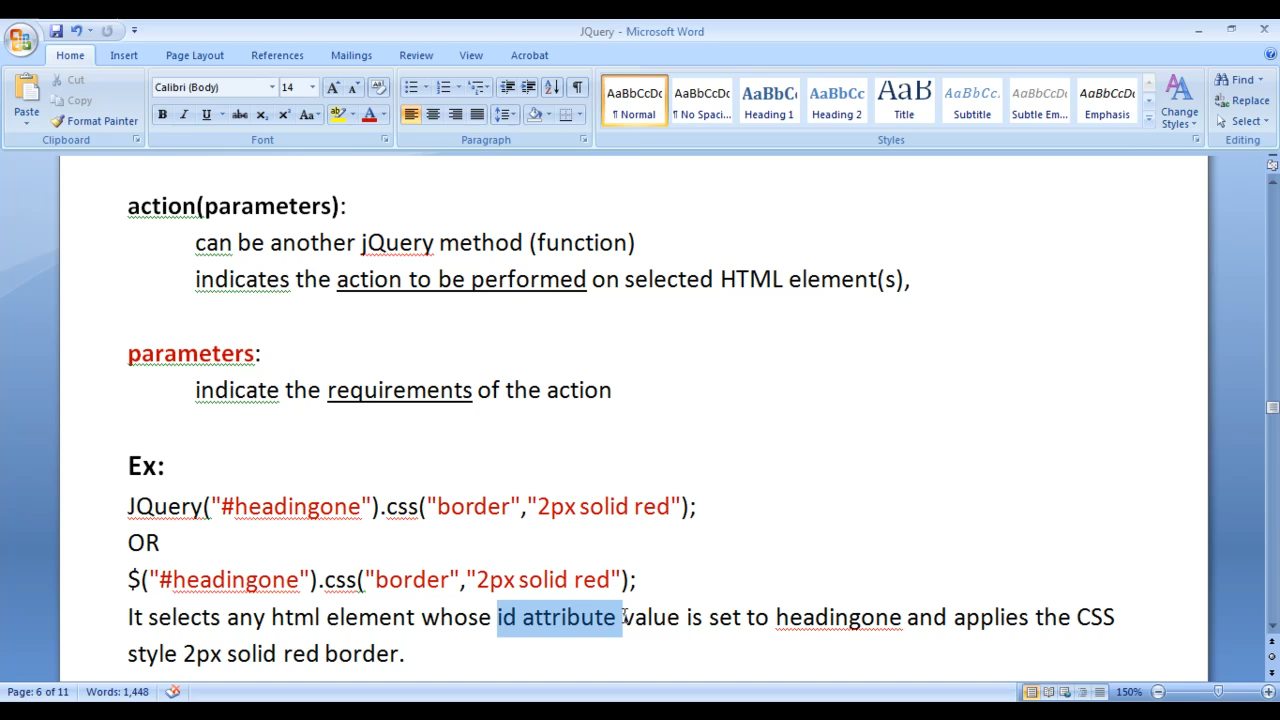 JQuery - Microsoft Word
Home Insert Page Layout References Mailings Review View Acrobat
Paste
Cut
Copy
Format Painter
Clipboard
Calibri (Body) 14
B I U abc x₂ x² Aa
Font
Paragraph
AaBbCcDc AaBbCcDc AaBbC AaBbCc AaB AaBbCc. AaBbCcDc AaBbCcDc
¶ Normal ¶ No Spaci... Heading 1 Heading 2 Title Subtitle Subtle Em... Emphasis
Styles
Change Styles
Find
Replace
Select
Editing
action(parameters):
can be another jQuery method (function)
indicates the action to be performed on selected HTML element(s),
parameters:
indicate the requirements of the action
Ex:
JQuery("#headingone").css("border","2px solid red");
OR
$("#headingone").css("border","2px solid red");
It selects any html element whose id attribute value is set to headingone and applies the CSS
style 2px solid red border.
Page: 6 of 11 Words: 1,448 150%